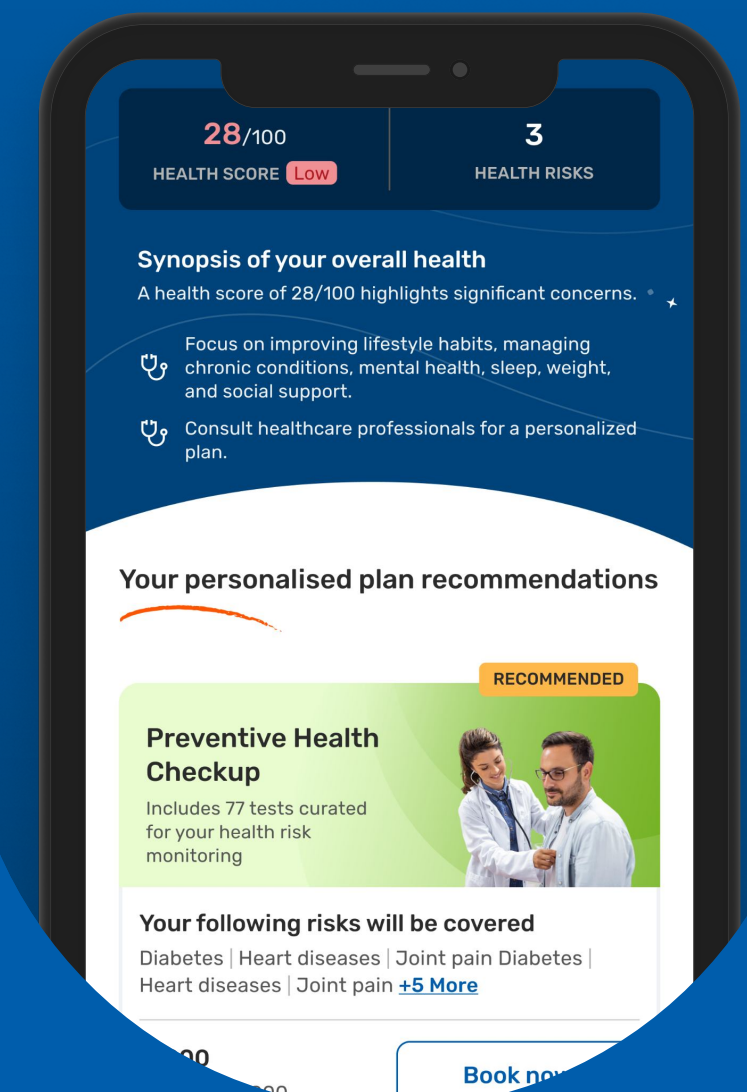 28/100
HEALTH SCORE Low
3
HEALTH RISKS
Synopsis of your overall health
A health score of 28/100 highlights significant concerns.
Focus on improving lifestyle habits, managing
chronic conditions, mental health, sleep, weight,
and social support.
Consult healthcare professionals for a personalized
plan.
Your personalised plan recommendations
RECOMMENDED
Preventive Health
Checkup
Includes 77 tests curated
for your health risk
monitoring
Your following risks will be covered
Diabetes | Heart diseases | Joint pain Diabetes |
Heart diseases | Joint pain +5 More
Book now